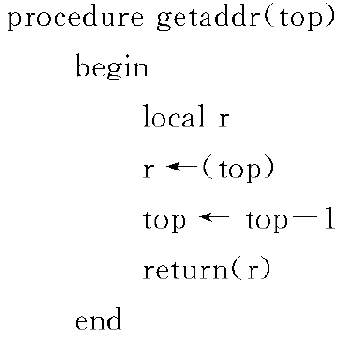 procedure getaddr(top)
begin
local r
r ←(top)
top ← top−1
return(r)
end